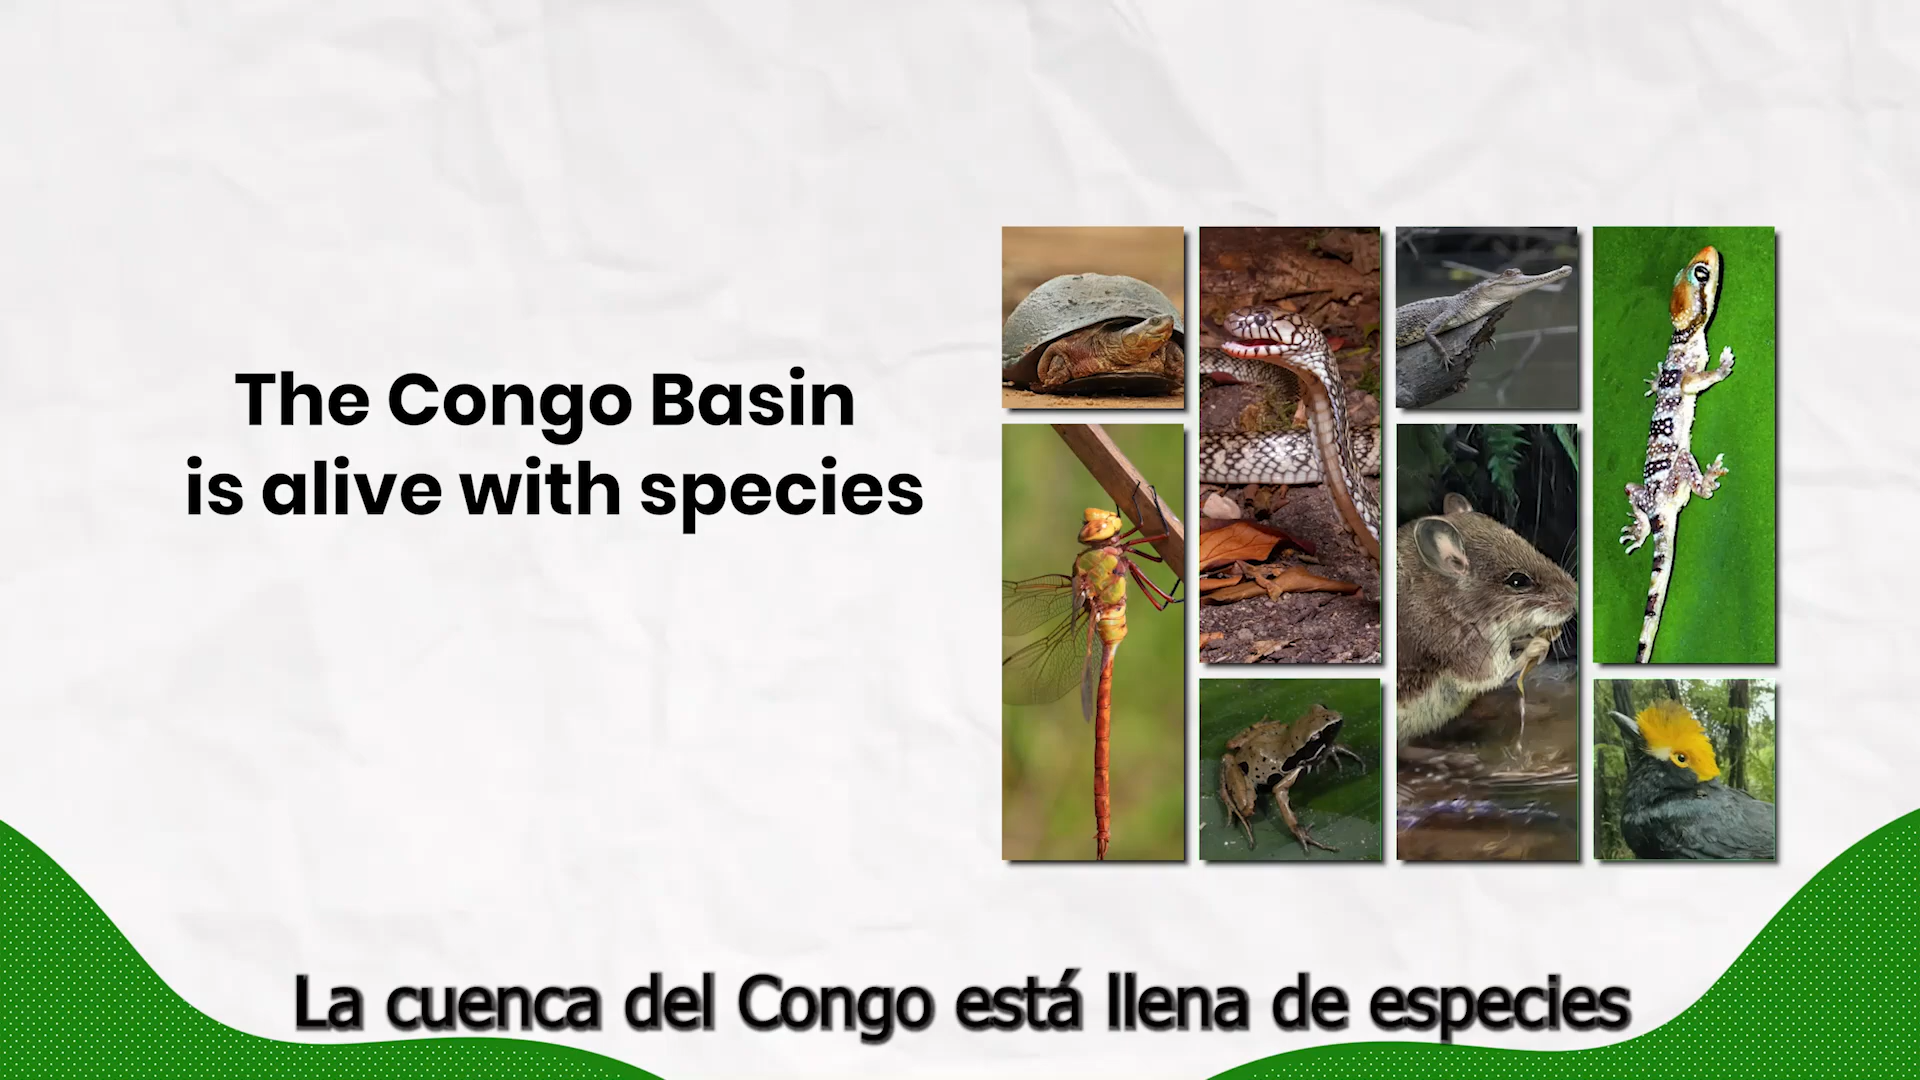 The Congo Basin
is alive with species
La cuenca del Congo está llena de especies